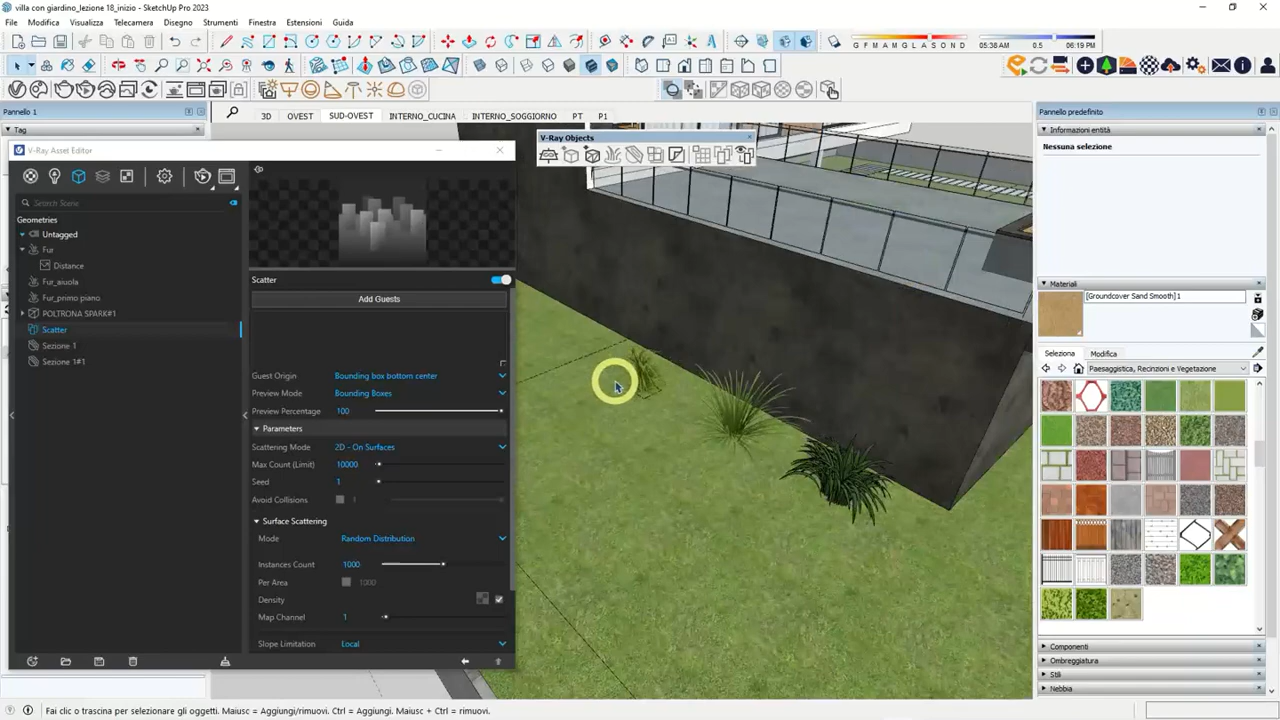 villa con giardino_lezione 18_inizio - SketchUp Pro 2023
File Modifica Visualizza Telecamera Disegno Strumenti Finestra Estensioni Guida
G F M A M G L A S O N D
05:38 AM 0.5 06:19 PM
Pannello 1
3D OVEST SUD-OVEST INTERNO_CUCINA INTERNO_SOGGIORNO PT P1
Tag
V-Ray Asset Editor
Search Scene
Geometries
Untagged
Fur
Distance
Fur_aiuola
Fur_primo piano
POLTRONA SPARK#1
Scatter
Sezione 1
Sezione 1#1
Scatter
Add Guests
Guest Origin Bounding box bottom center
Preview Mode Bounding Boxes
Preview Percentage 100
Parameters
Scattering Mode 2D - On Surfaces
Max Count (Limit) 10000
Seed 1
Avoid Collisions 1
Surface Scattering
Mode Random Distribution
Instances Count 1000
Per Area 1000
Density
Map Channel 1
Slope Limitation Local
V-Ray Objects
Pannello predefinito
Informazioni entità
Nessuna selezione
Materiali
[Groundcover Sand Smooth]1
Seleziona Modifica
Paesaggistica, Recinzioni e Vegetazione
Componenti
Ombreggiatura
Stili
Nebbia
Fai clic o trascina per selezionare gli oggetti. Maiusc = Aggiungi/rimuovi. Ctrl = Aggiungi. Maiusc + Ctrl = rimuovi.